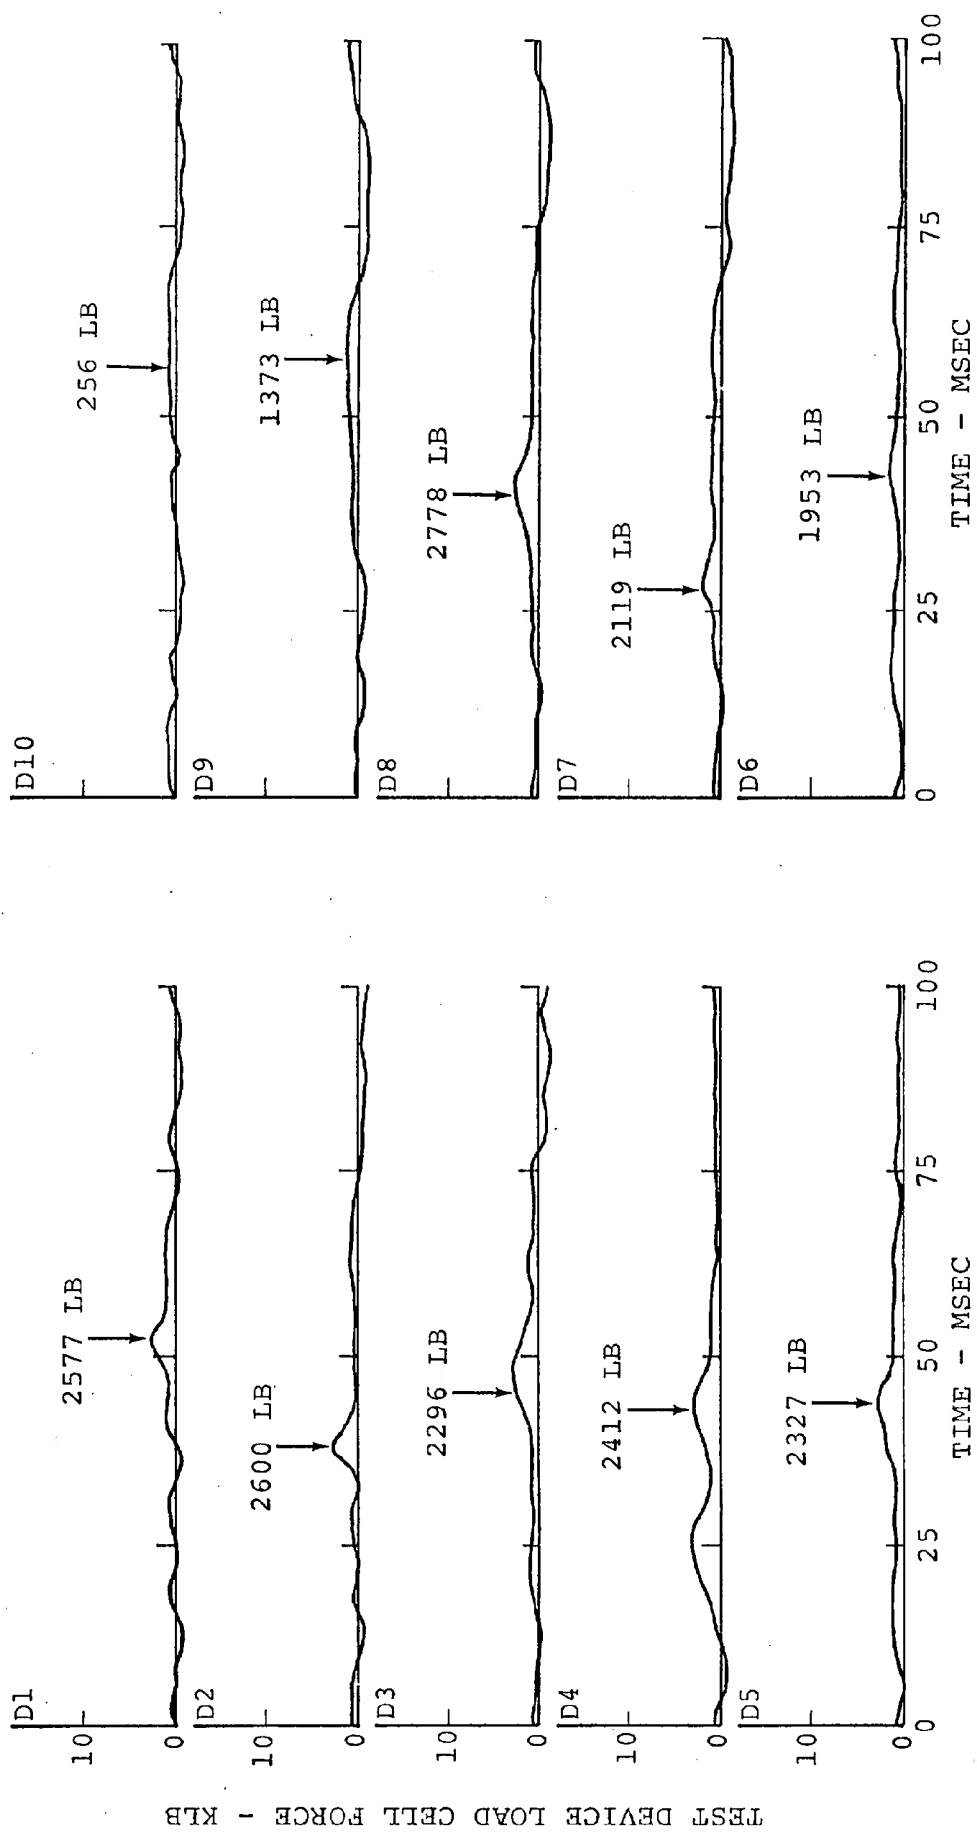 TEST DEVICE LOAD CELL FORCE - KLB
D1
10
0
2577 LB
D2
10
0
2600 LB
D3
10
0
2296 LB
D4
10
0
2412 LB
D5
10
0
2327 LB
0 25 50 75 100
TIME - MSEC
D10
256 LB
D9
1373 LB
D8
2778 LB
D7
2119 LB
D6
1953 LB
0 25 50 75 100
TIME - MSEC